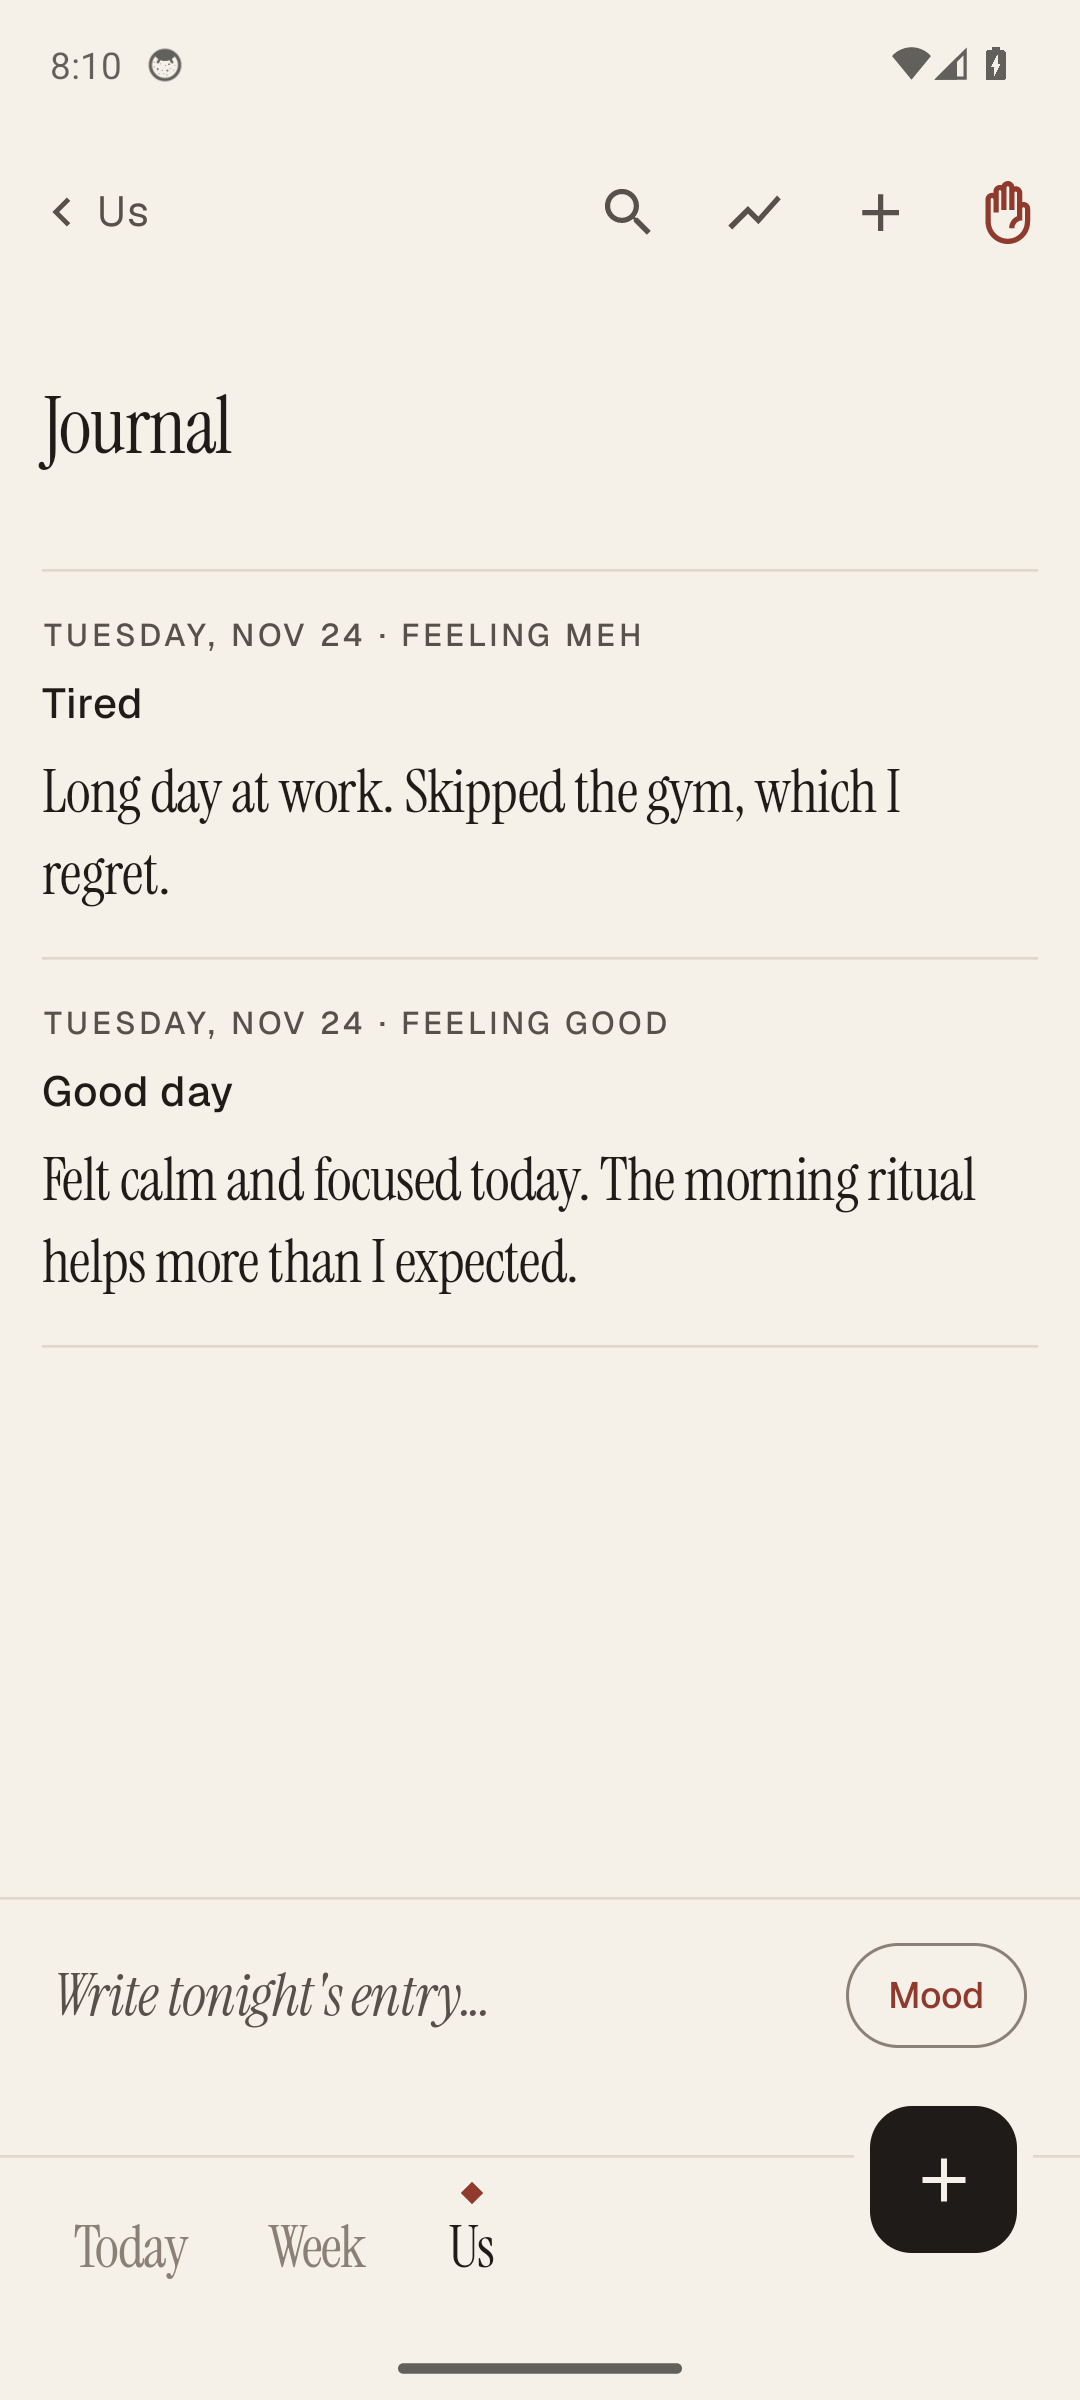 8:10
Us
Journal
TUESDAY, NOV 24 · FEELING MEH
Tired
Long day at work. Skipped the gym, which I
regret.
TUESDAY, NOV 24 · FEELING GOOD
Good day
Felt calm and focused today. The morning ritual
helps more than I expected.
Write tonight's entry...
Mood
Today
Week
Us